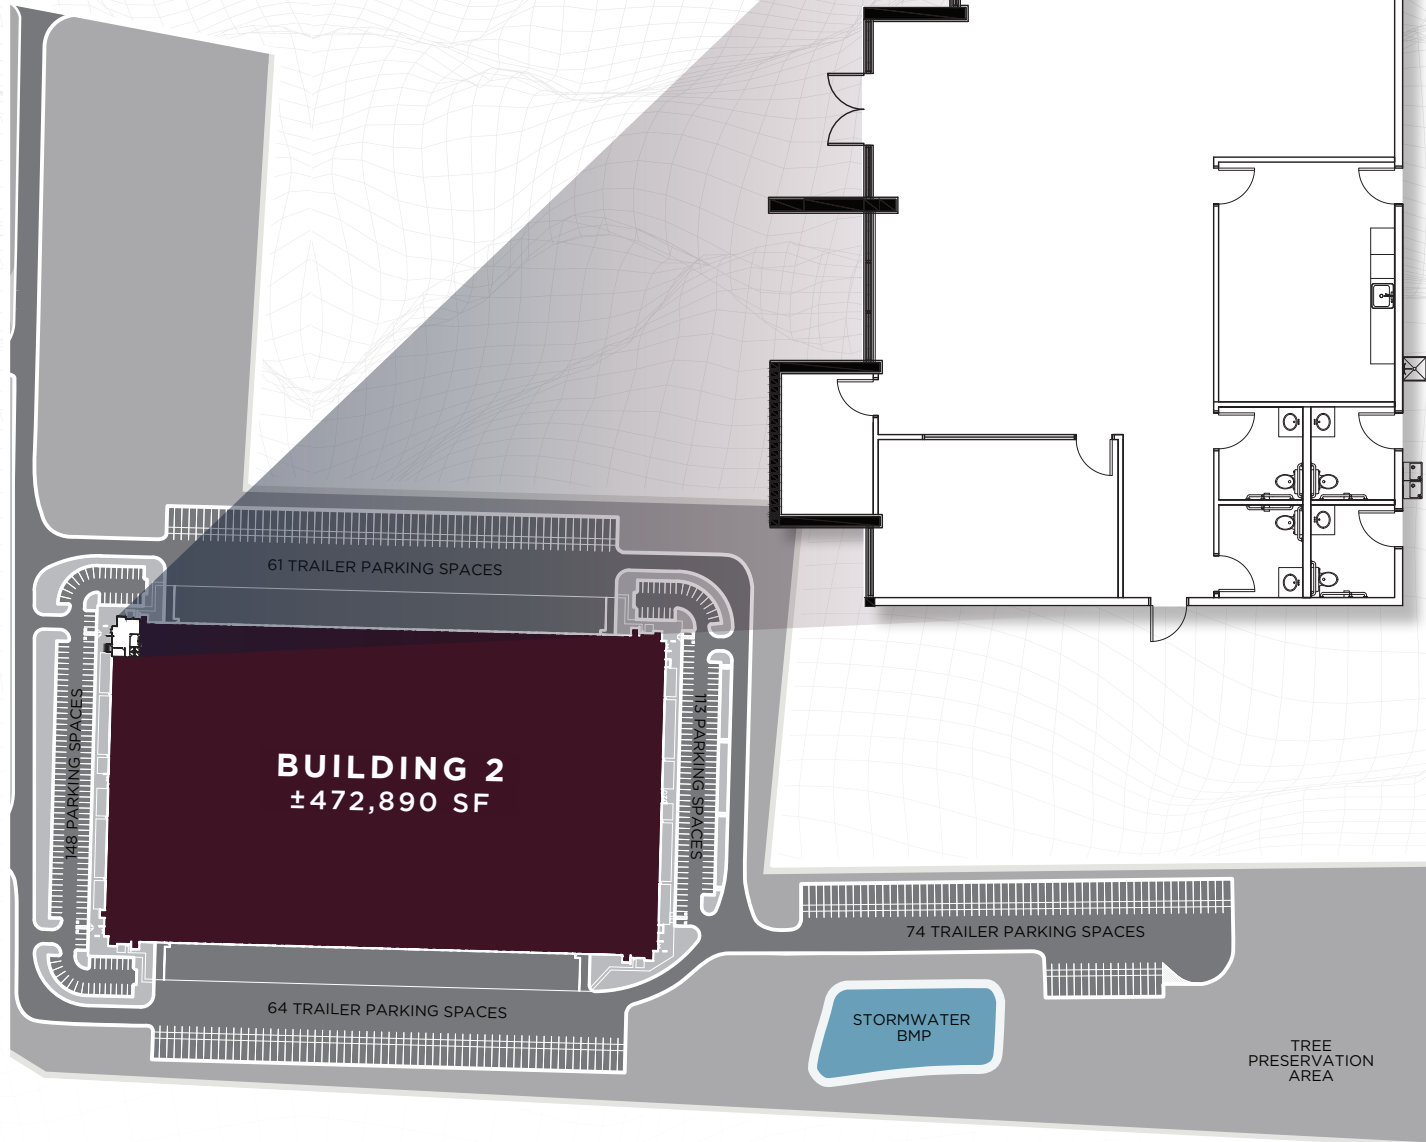 61 TRAILER PARKING SPACES
148 PARKING SPACES
113 PARKING SPACES
BUILDING 2
±472,890 SF
74 TRAILER PARKING SPACES
64 TRAILER PARKING SPACES
STORMWATER
BMP
TREE
PRESERVATION
AREA